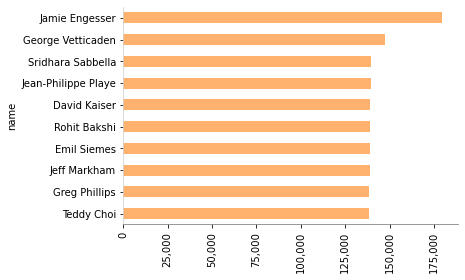 Jamie Engesser
George Vetticaden
Sridhara Sabbella
Jean-Philippe Playe
David Kaiser
Rohit Bakshi
Emil Siemes
Jeff Markham
Greg Phillips
Teddy Choi
name
0
25,000
50,000
75,000
100,000
125,000
150,000
175,000